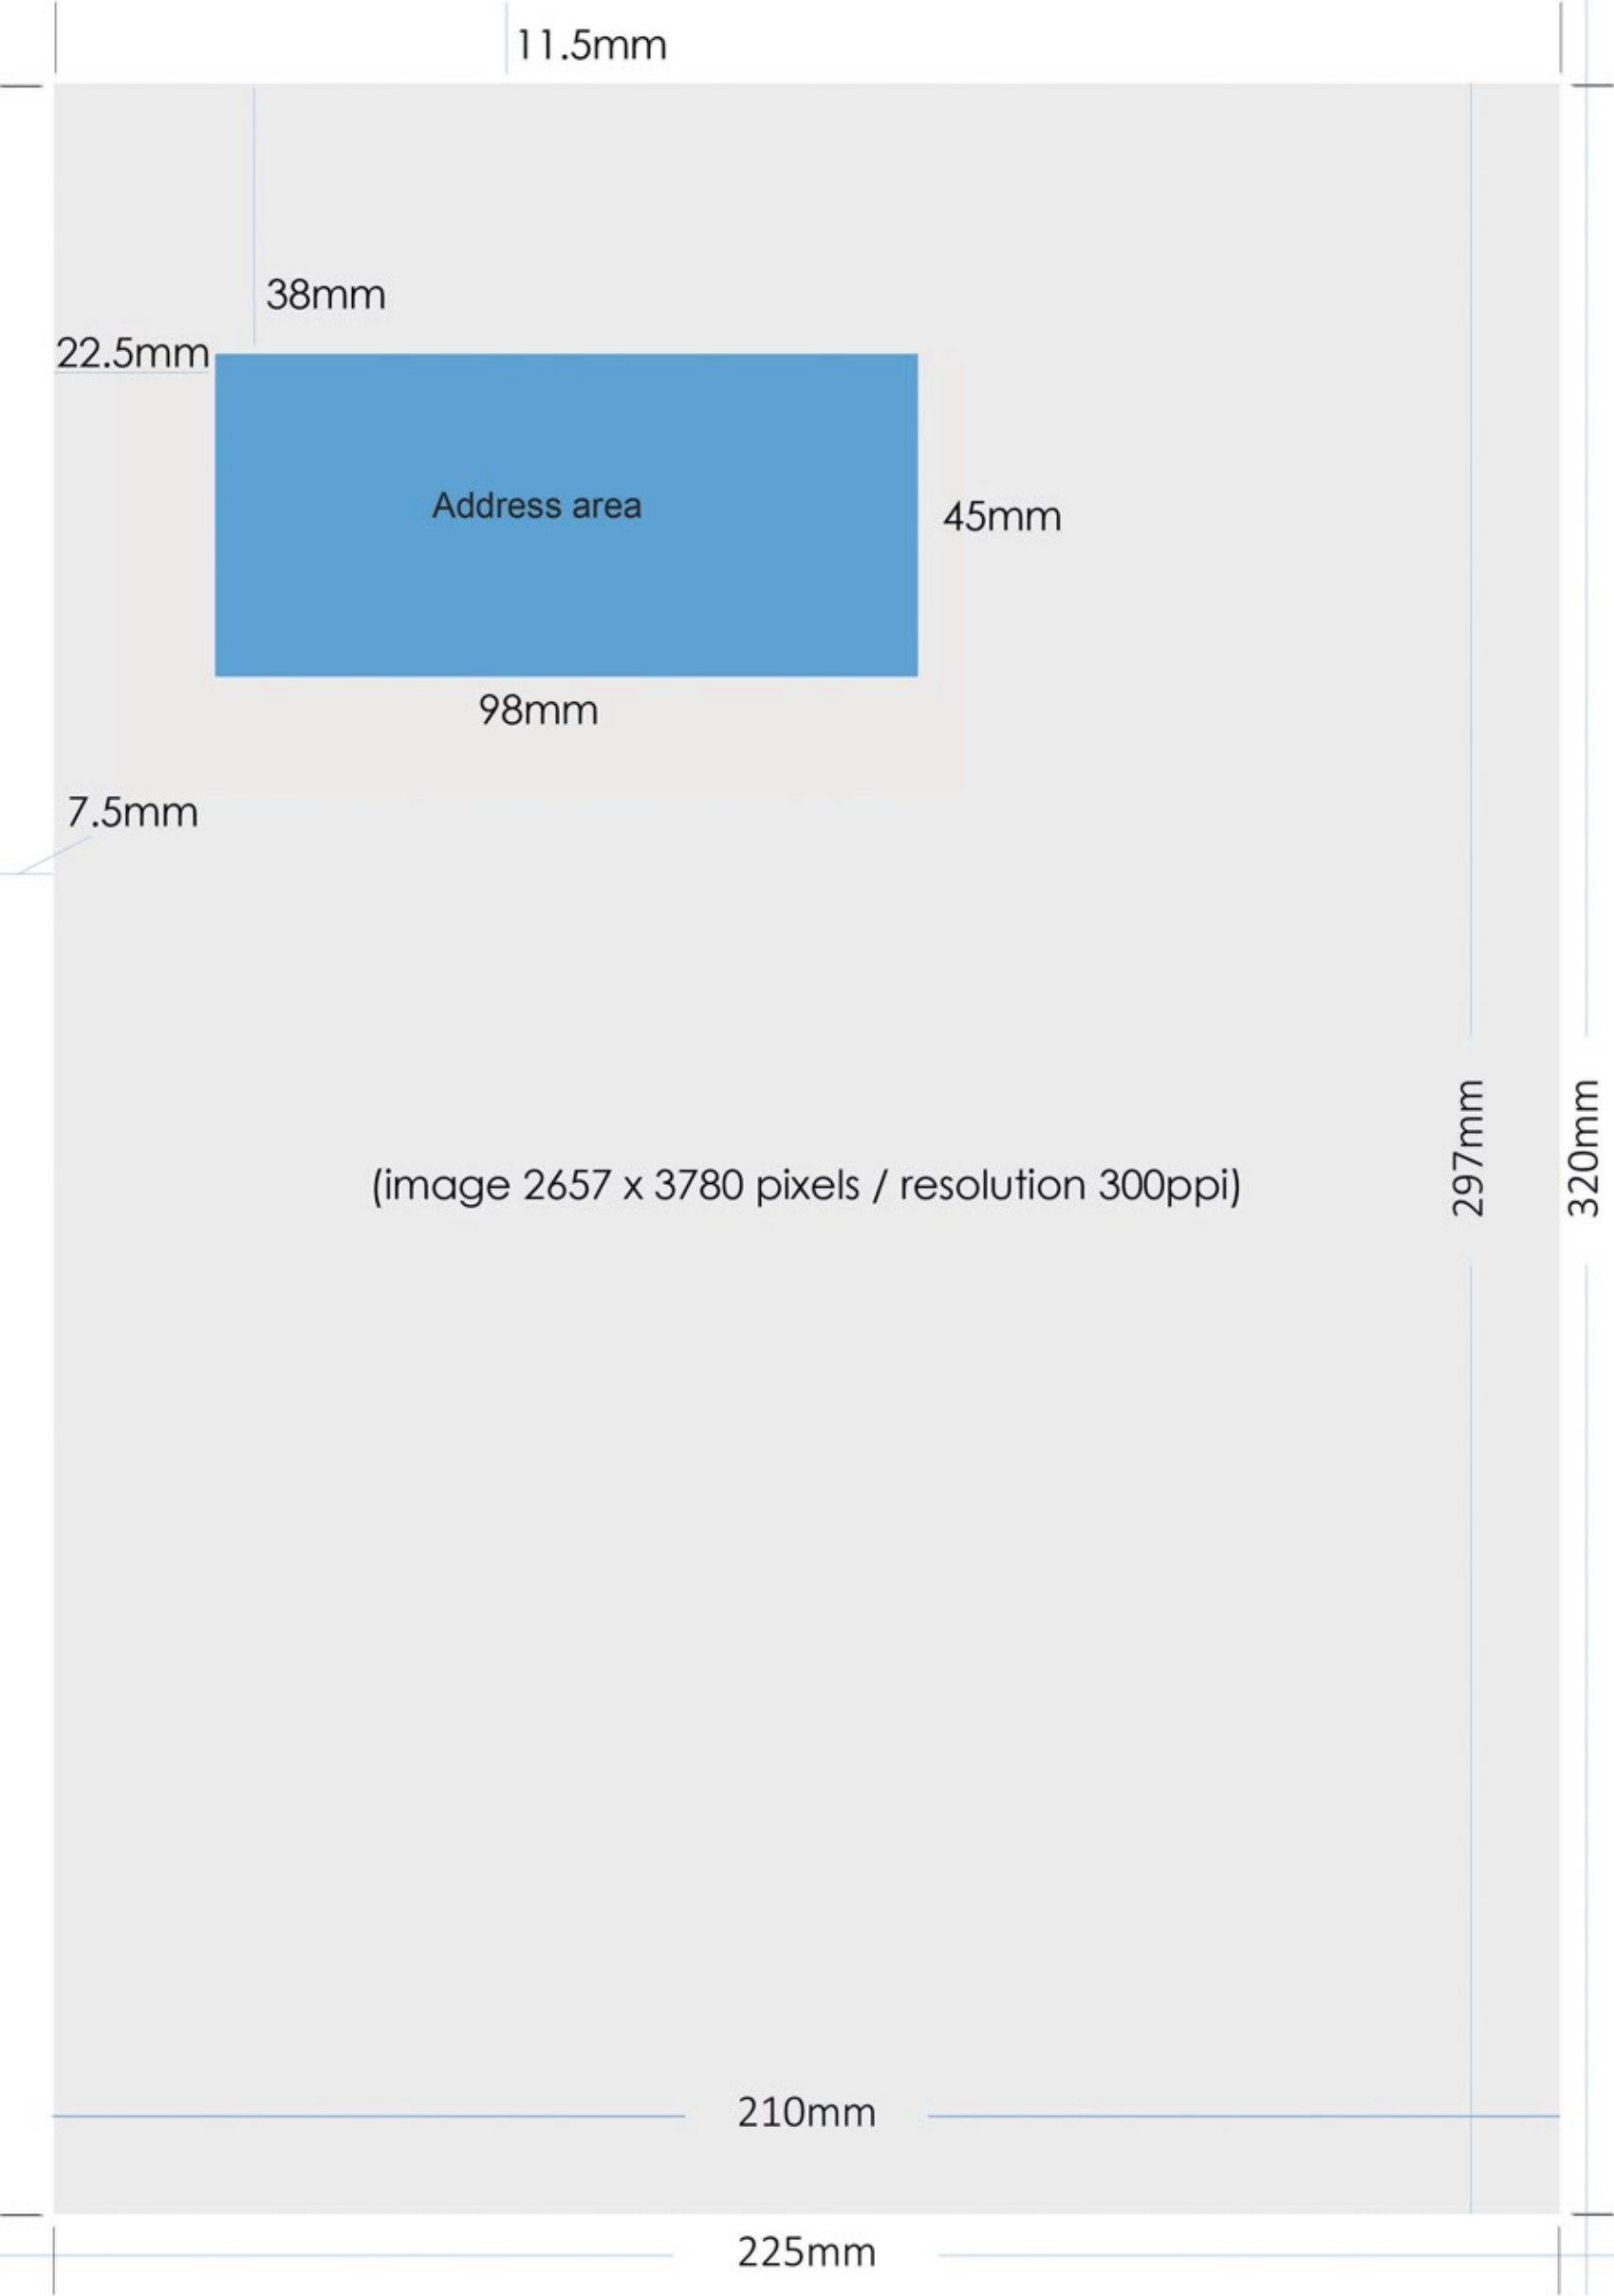 11.5mm
38mm
22.5mm
Address area
45mm
98mm
7.5mm
297mm
320mm
(image 2657 x 3780 pixels / resolution 300ppi)
210mm
225mm